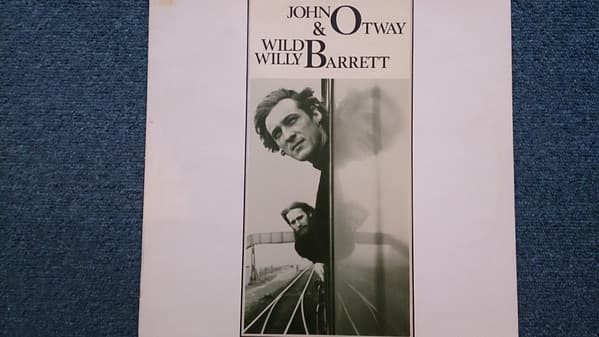 JOHN OTWAY
&
WILD
WILLY BARRETT